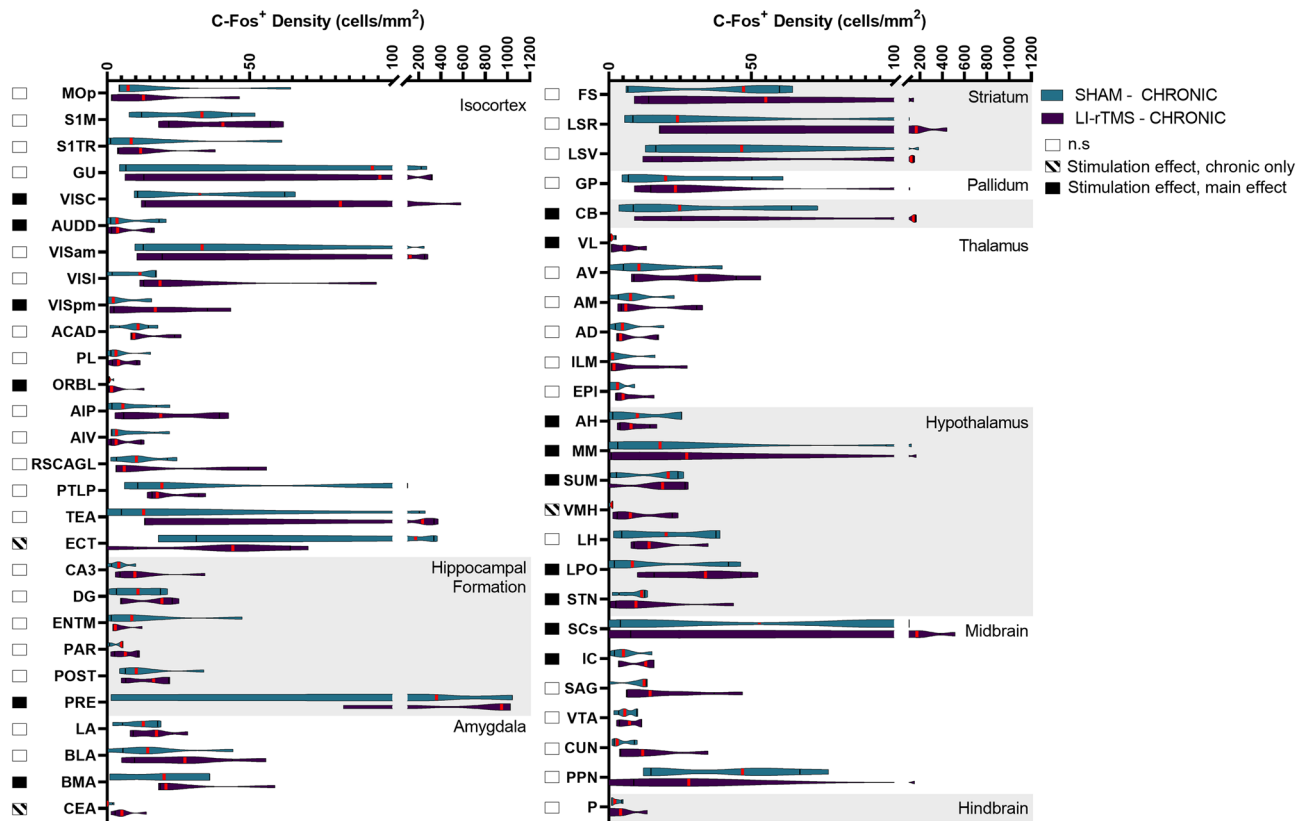 C-Fos+ Density (cells/mm2)
0
50
100
200
400
600
800
1000
1200
MOp
Isocortex
S1M
S1TR
GU
VISC
AUDD
VISam
VISl
VISpm
ACAD
PL
ORBL
AIP
AIV
RSCAGL
PTLP
TEA
ECT
CA3
Hippocampal
Formation
DG
ENTM
PAR
POST
PRE
LA
Amygdala
BLA
BMA
CEA
C-Fos+ Density (cells/mm2)
0
50
100
200
400
600
800
1000
1200
FS
Striatum
LSR
LSV
GP
Pallidum
CB
VL
Thalamus
AV
AM
AD
ILM
EPI
AH
Hypothalamus
MM
SUM
VMH
LH
LPO
STN
SCs
Midbrain
IC
SAG
VTA
CUN
PPN
P
Hindbrain
SHAM - CHRONIC
LI-rTMS - CHRONIC
n.s
Stimulation effect, chronic only
Stimulation effect, main effect